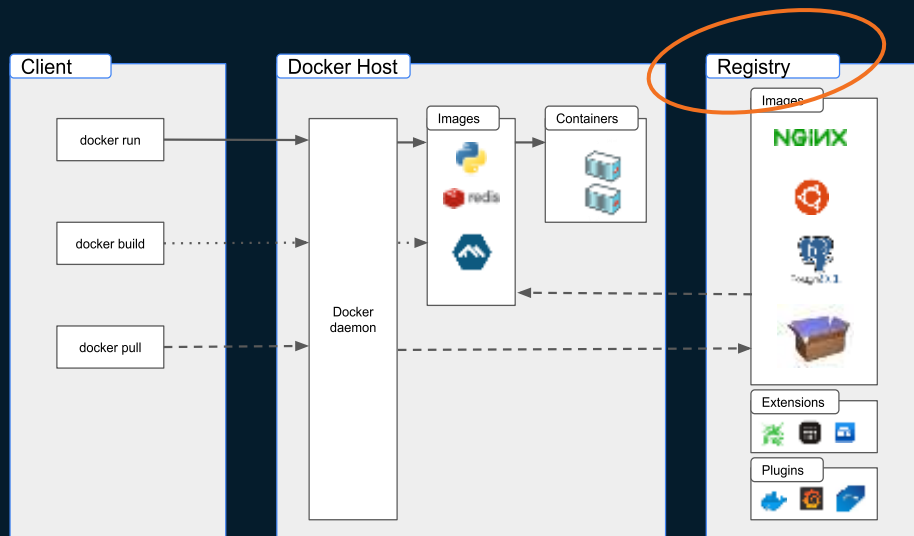 Client
docker run
docker build
docker pull
Docker Host
Docker
daemon
Images
redis
Containers
Registry
Images
NGINX
Extensions
Plugins